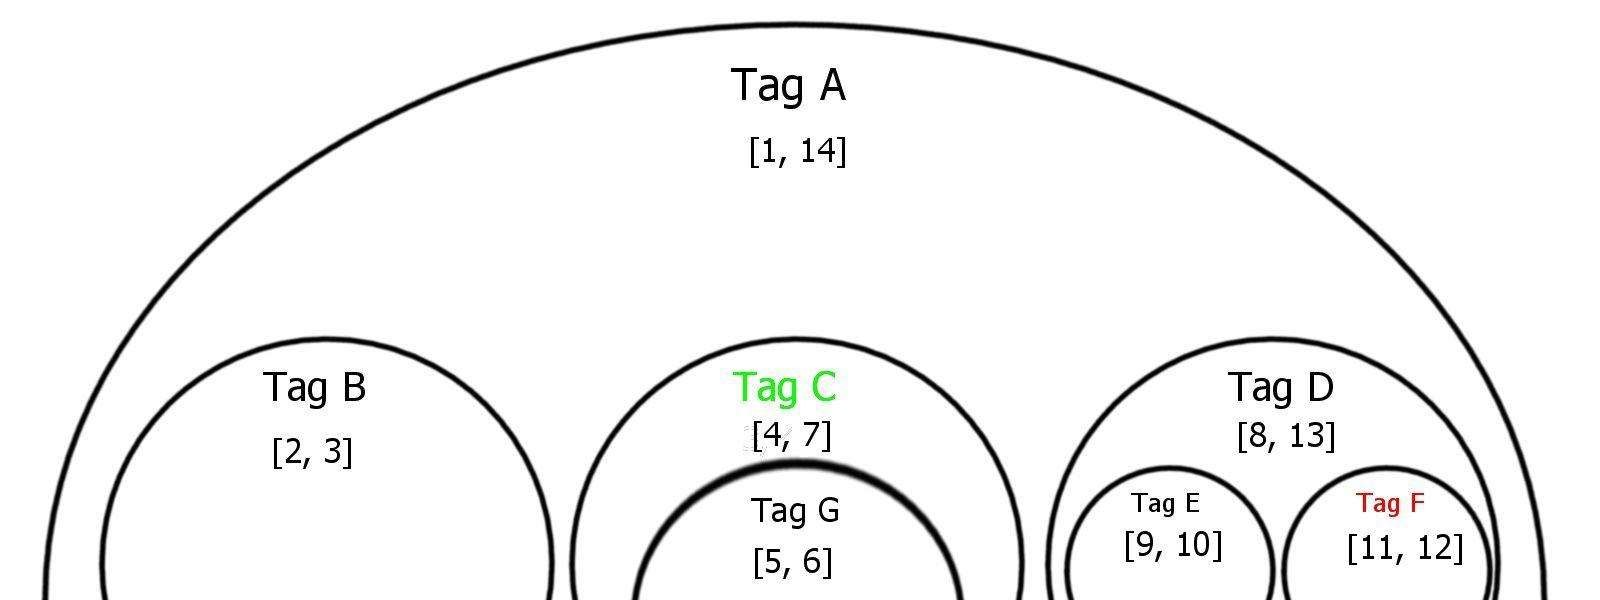 Tag A
[1, 14]
Tag B
[2, 3]
Tag C
[4, 7]
Tag G
[5, 6]
Tag D
[8, 13]
Tag E
[9, 10]
Tag F
[11, 12]